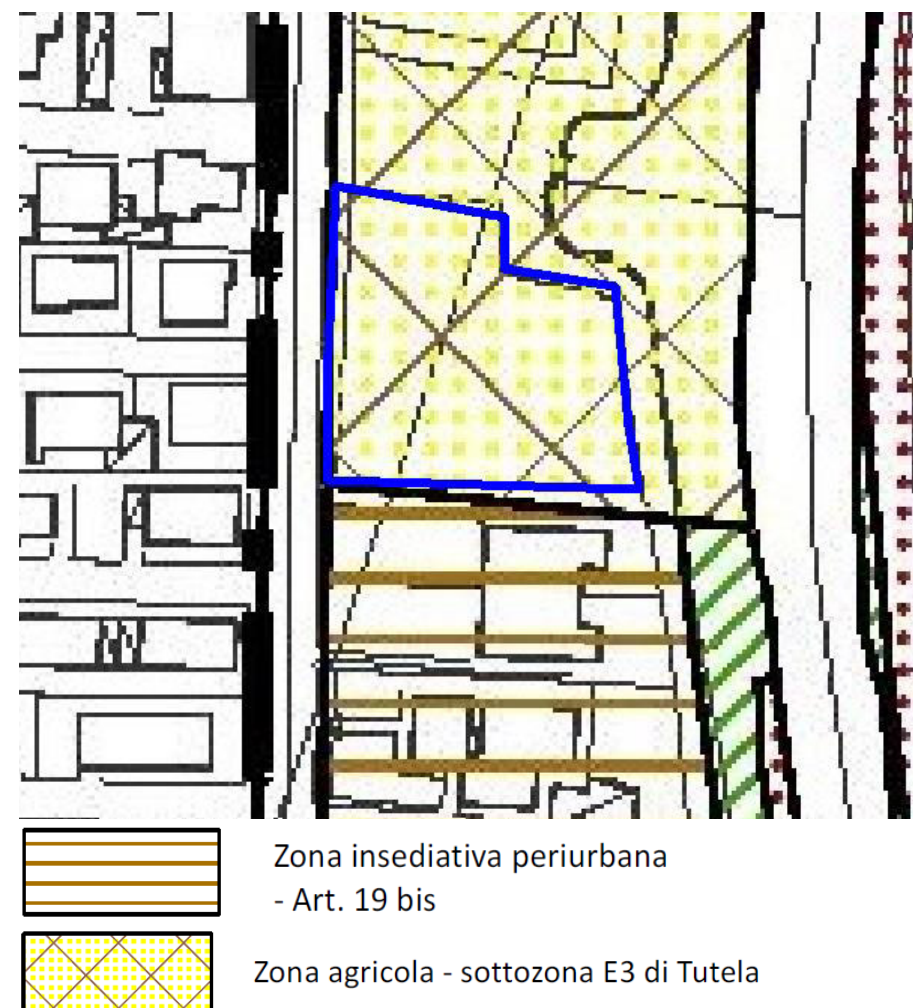 Zona insediativa periurbana
- Art. 19 bis
Zona agricola - sottozona E3 di Tutela